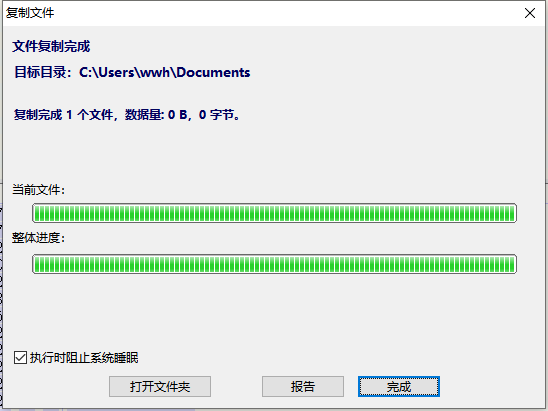 复制文件
文件复制完成
目标目录：C:\Users\wwh\Documents
复制完成 1 个文件，数据量: 0 B，0 字节。
当前文件：
整体进度：
执行时阻止系统睡眠
打开文件夹
报告
完成